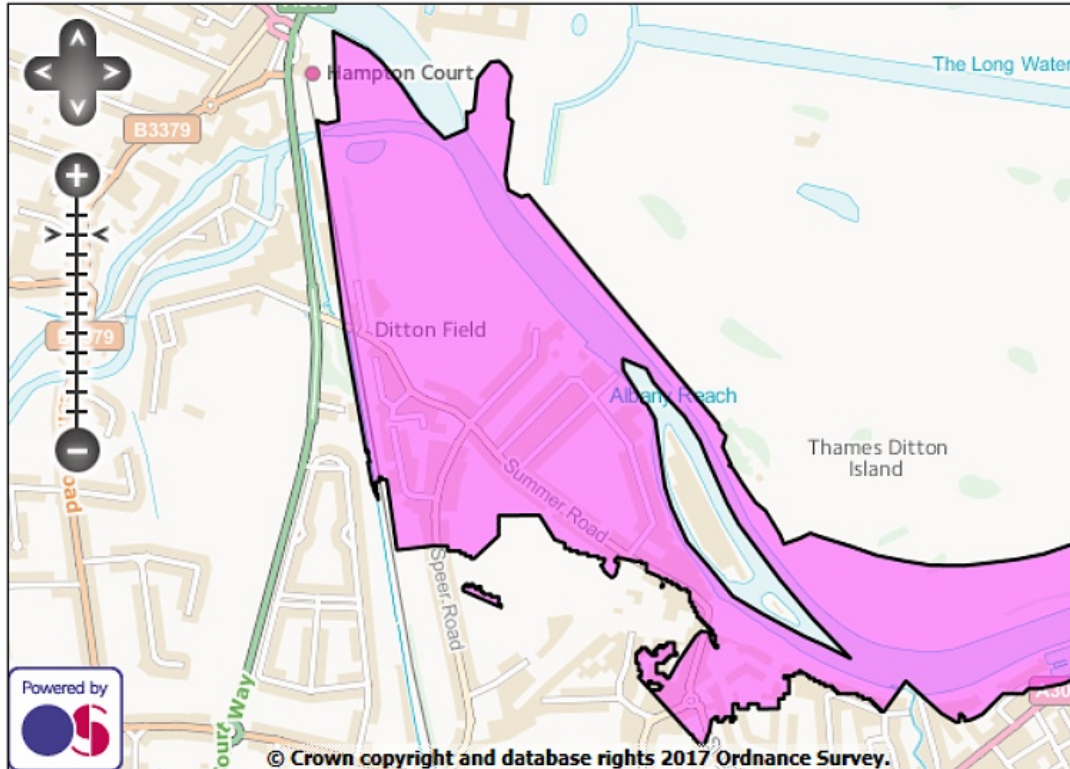 Hampton Court
The Long Water
B3379
Ditton Field
Albany Reach
Thames Ditton
Island
Summer Road
Speer Road
Powered by
OS
© Crown copyright and database rights 2017 Ordnance Survey.